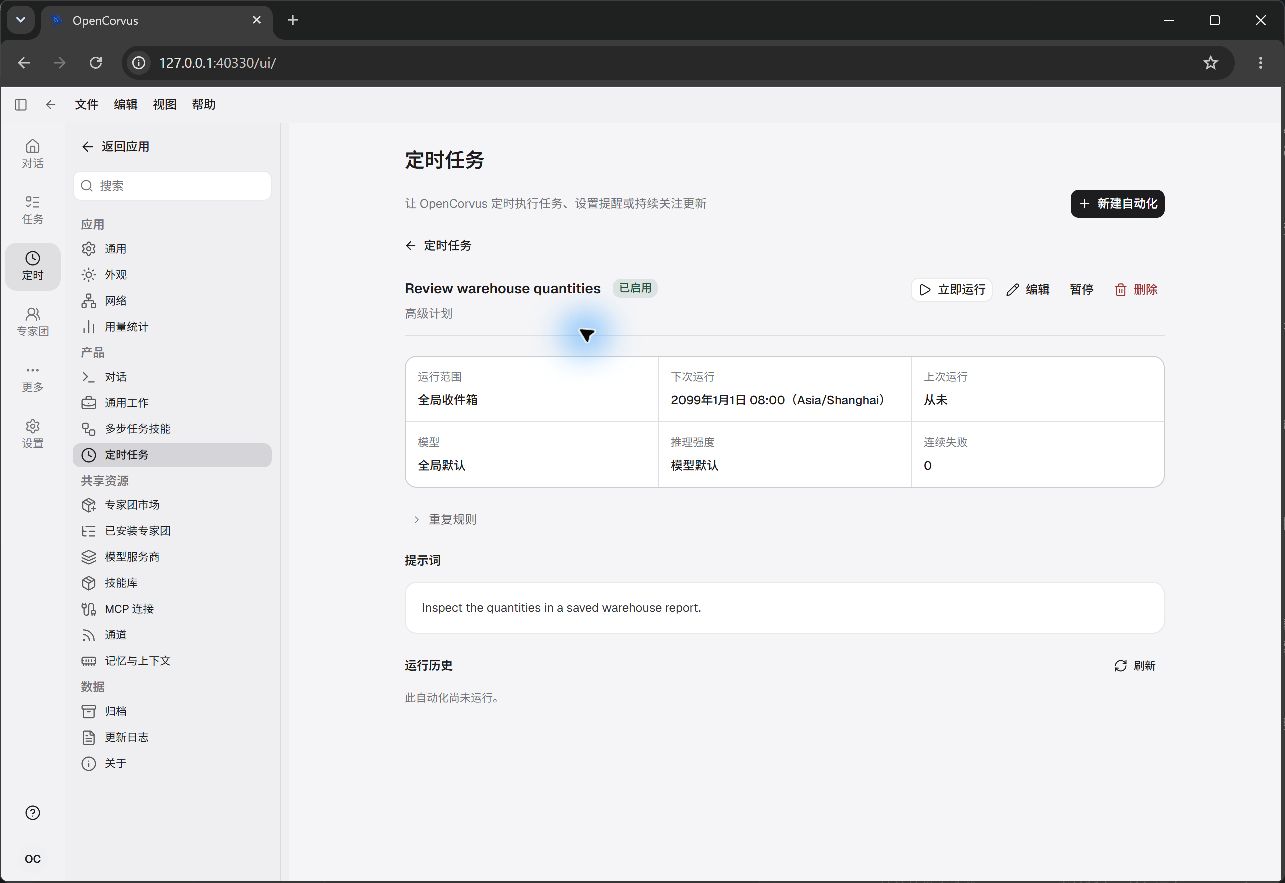 OpenCorvus
127.0.0.1:40330/ui/
文件 编辑 视图 帮助
对话
任务
定时
专家团
更多
设置
OC
返回应用
搜索
应用
通用
外观
网络
用量统计
产品
对话
通用工作
多步任务技能
定时任务
共享资源
专家团市场
已安装专家团
模型服务商
技能库
MCP 连接
通道
记忆与上下文
数据
归档
更新日志
关于
定时任务
让 OpenCorvus 定时执行任务、设置提醒或持续关注更新
新建自动化
定时任务
Review warehouse quantities 已启用
立即运行 编辑 暂停 删除
高级计划
运行范围 下次运行 上次运行
全局收件箱 2099年1月1日 08:00（Asia/Shanghai） 从未
模型 推理强度 连续失败
全局默认 模型默认 0
重复规则
提示词
Inspect the quantities in a saved warehouse report.
运行历史 刷新
此自动化尚未运行。